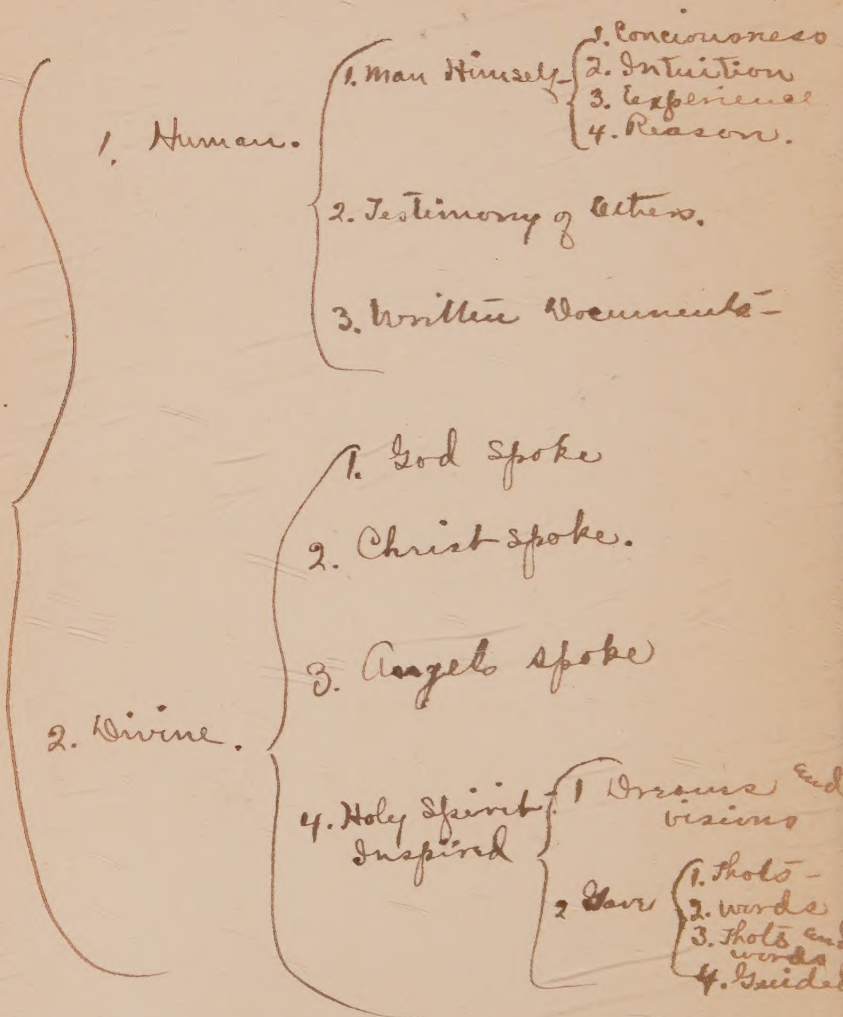 1. Human.
1. Man Himself-
1. Conciousness
2. Intuition
3. Experience
4. Reason.
2. Testimony of Others.
3. Written Documents-
2. Divine.
1. God spoke
2. Christ spoke.
3. Angels spoke
4. Holy Spirit-
Inspired
1 Dreams and
visions
2 Gave
1. Thots-
2. words
3. Thots and
words
4. Guided